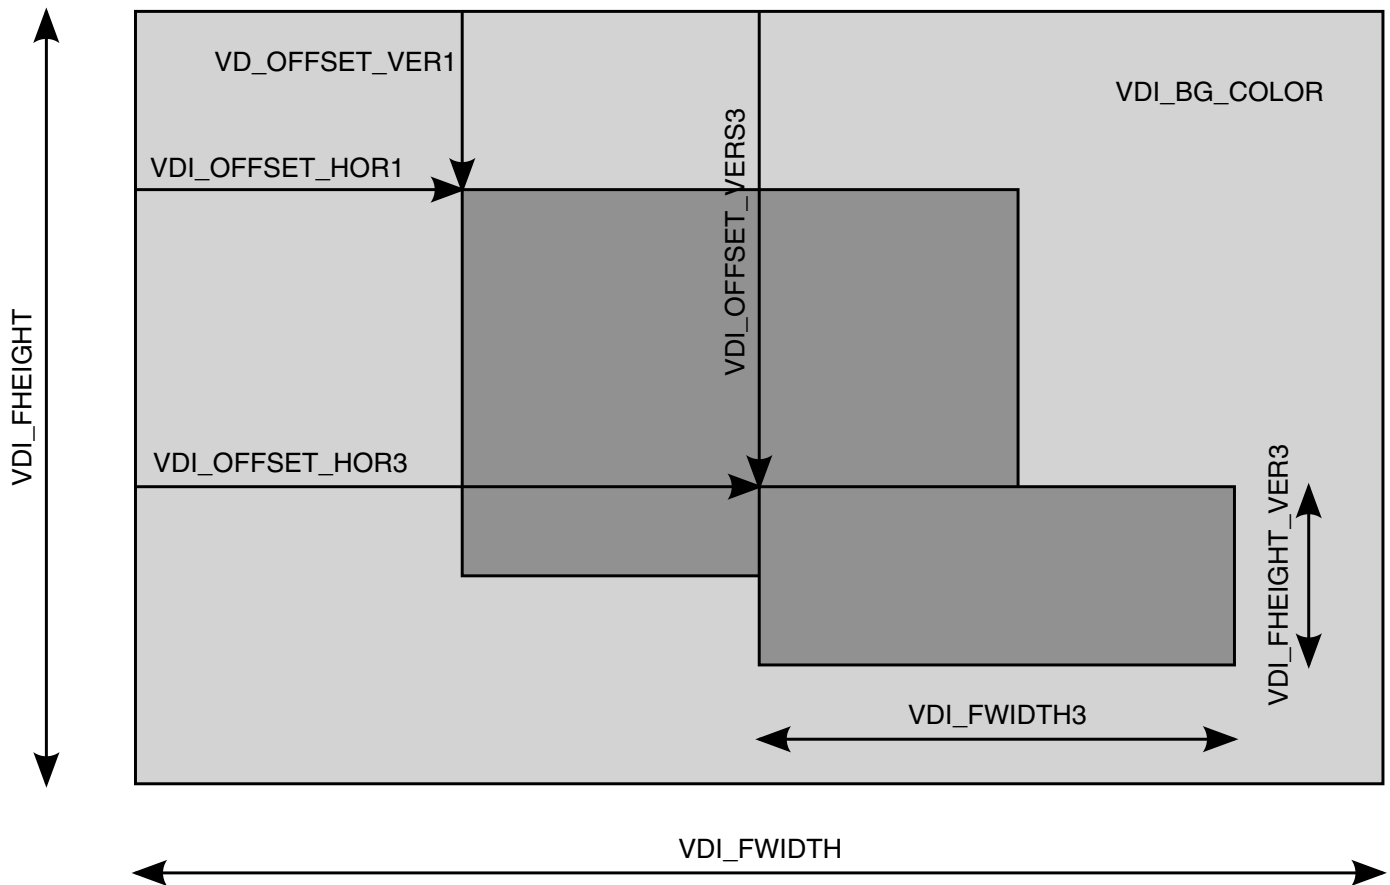 VD_OFFSET_VER1
VDI_BG_COLOR
VDI_OFFSET_HOR1
VDI_OFFSET_VERS3
VDI_FHEIGHT
VDI_OFFSET_HOR3
VDI_FHEIGHT_VER3
VDI_FWIDTH3
VDI_FWIDTH